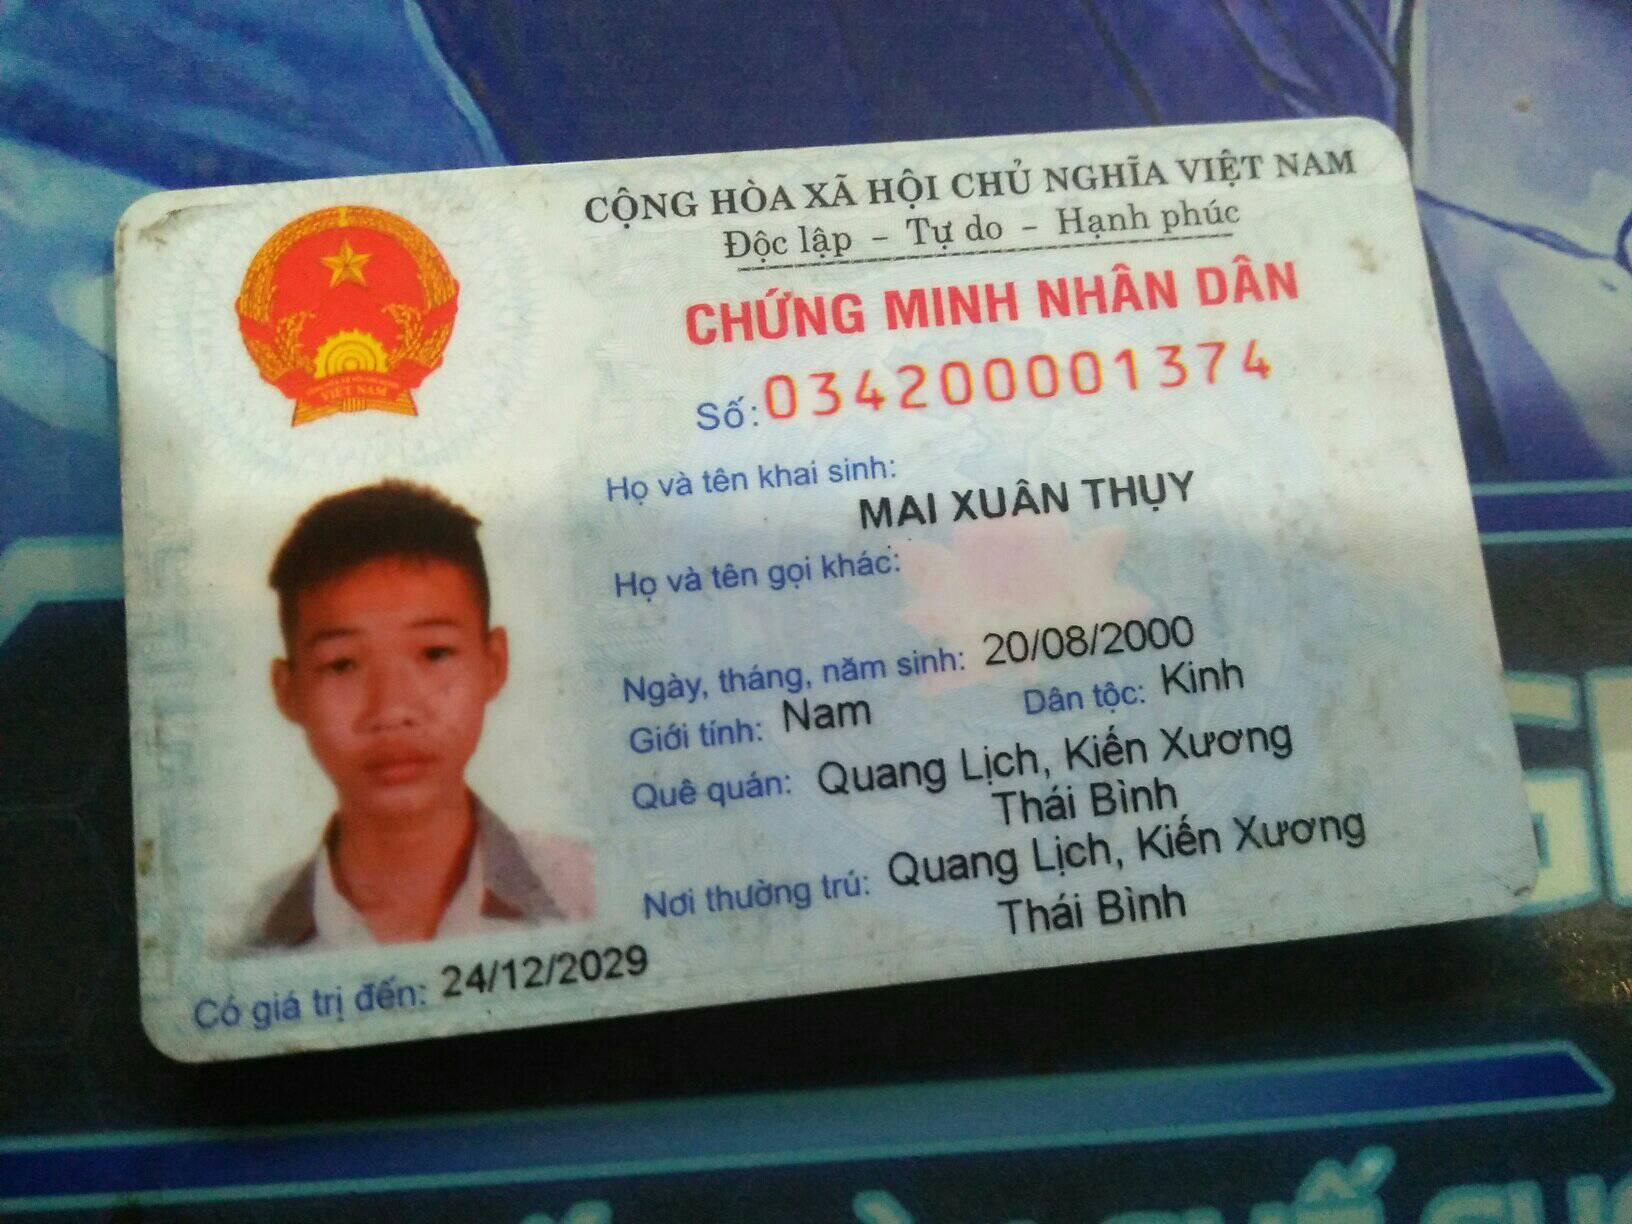 CỘNG HÒA XÃ HỘI CHỦ NGHĨA VIỆT NAM
Độc lập - Tự do - Hạnh phúc
CHỨNG MINH NHÂN DÂN
Số: 034200001374
Họ và tên khai sinh:
MAI XUÂN THỤY
Họ và tên gọi khác:
Ngày, tháng, năm sinh: 20/08/2000
Giới tính: Nam Dân tộc: Kinh
Quê quán: Quang Lịch, Kiến Xương
Thái Bình
Nơi thường trú: Quang Lịch, Kiến Xương
Thái Bình
Có giá trị đến: 24/12/2029
VIỆT NAM